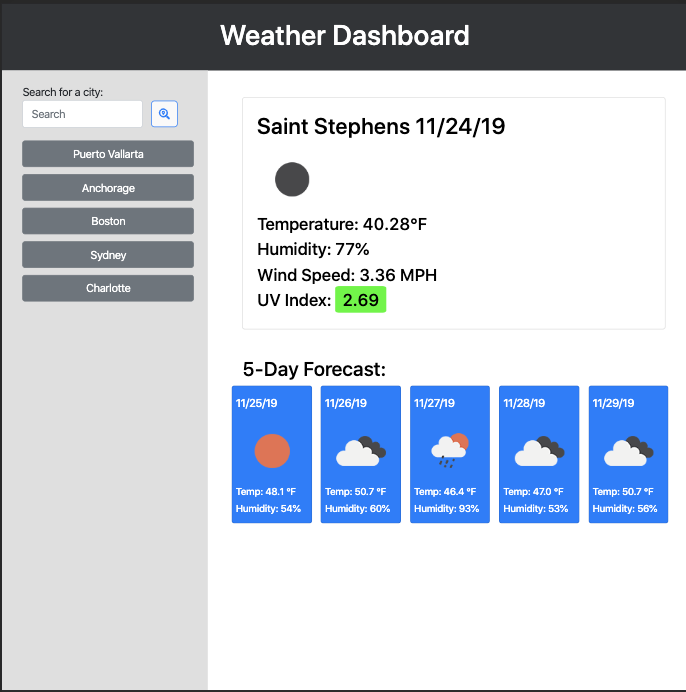 Weather Dashboard
Search for a city:
Search
Puerto Vallarta
Anchorage
Boston
Sydney
Charlotte
Saint Stephens 11/24/19
Temperature: 40.28°F
Humidity: 77%
Wind Speed: 3.36 MPH
UV Index: 2.69
5-Day Forecast:
11/25/19
Temp: 48.1 °F
Humidity: 54%
11/26/19
Temp: 50.7 °F
Humidity: 60%
11/27/19
Temp: 46.4 °F
Humidity: 93%
11/28/19
Temp: 47.0 °F
Humidity: 53%
11/29/19
Temp: 50.7 °F
Humidity: 56%